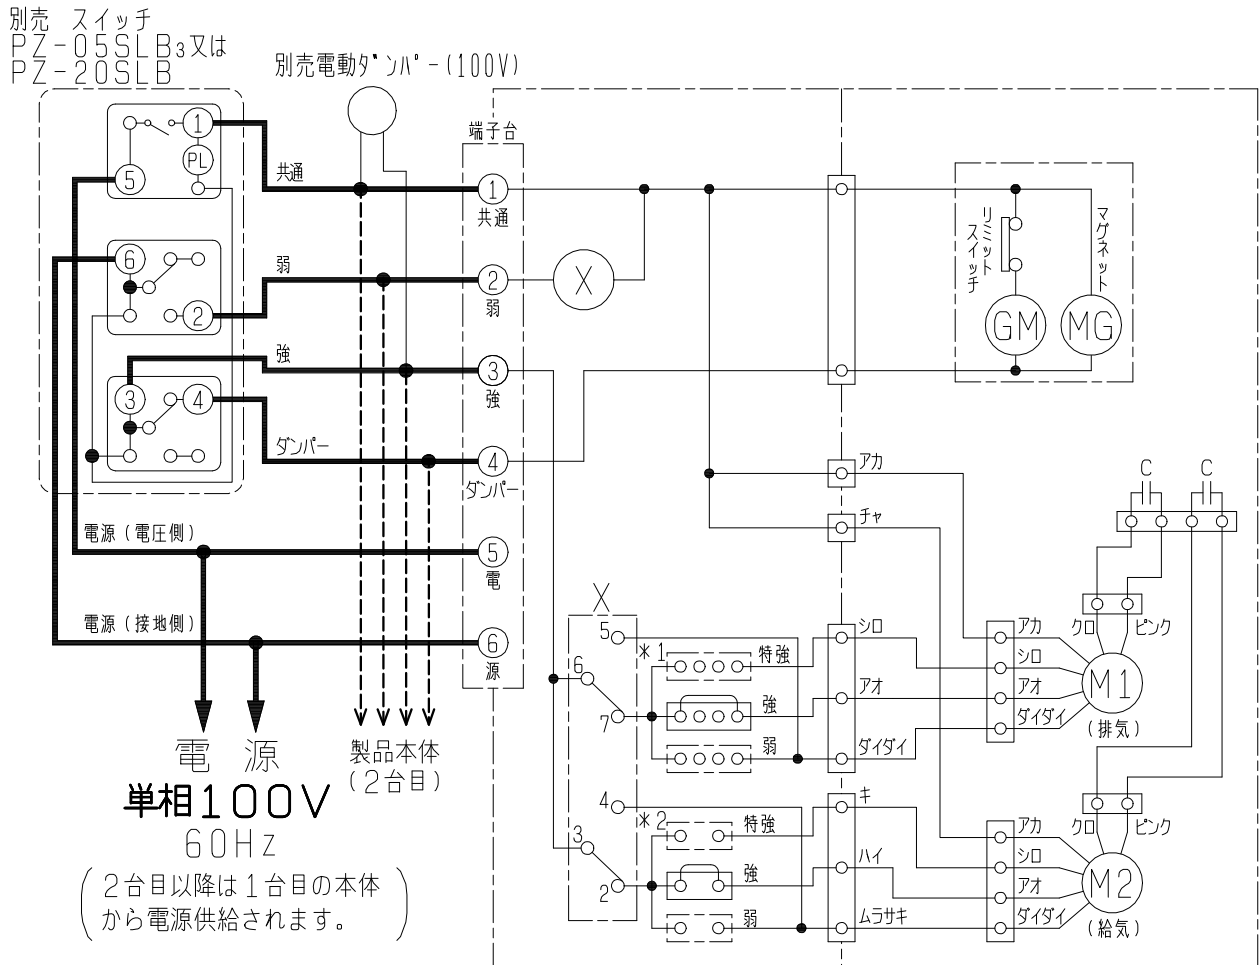 別売 スイッチ
PZ-05SLB3又は
PZ-20SLB
別売電動ダンパー(100V)
端子台
1
PL
5
共通
1
共通
6
2
弱
X
2
弱
リミット
スイッチ
マグネット
GM
MG
強
3
4
3
強
ダンパー
4
ダンパー
アカ
チャ
C
C
電源(電圧側)
5
電
電源(接地側)
6
源
X
5
6
7
*1
特強
強
弱
シロ
アオ
ダイダイ
アカ
シロ
アオ
ダイダイ
クロ
ピンク
M1
(排気)
4
3
2
*2
特強
強
弱
キ
ハイ
ムラサキ
アカ
シロ
アオ
ダイダイ
クロ
ピンク
M2
(給気)
電 源
単相100V
60Hz
製品本体
(2台目)
(2台目以降は1台目の本体
から電源供給されます。)